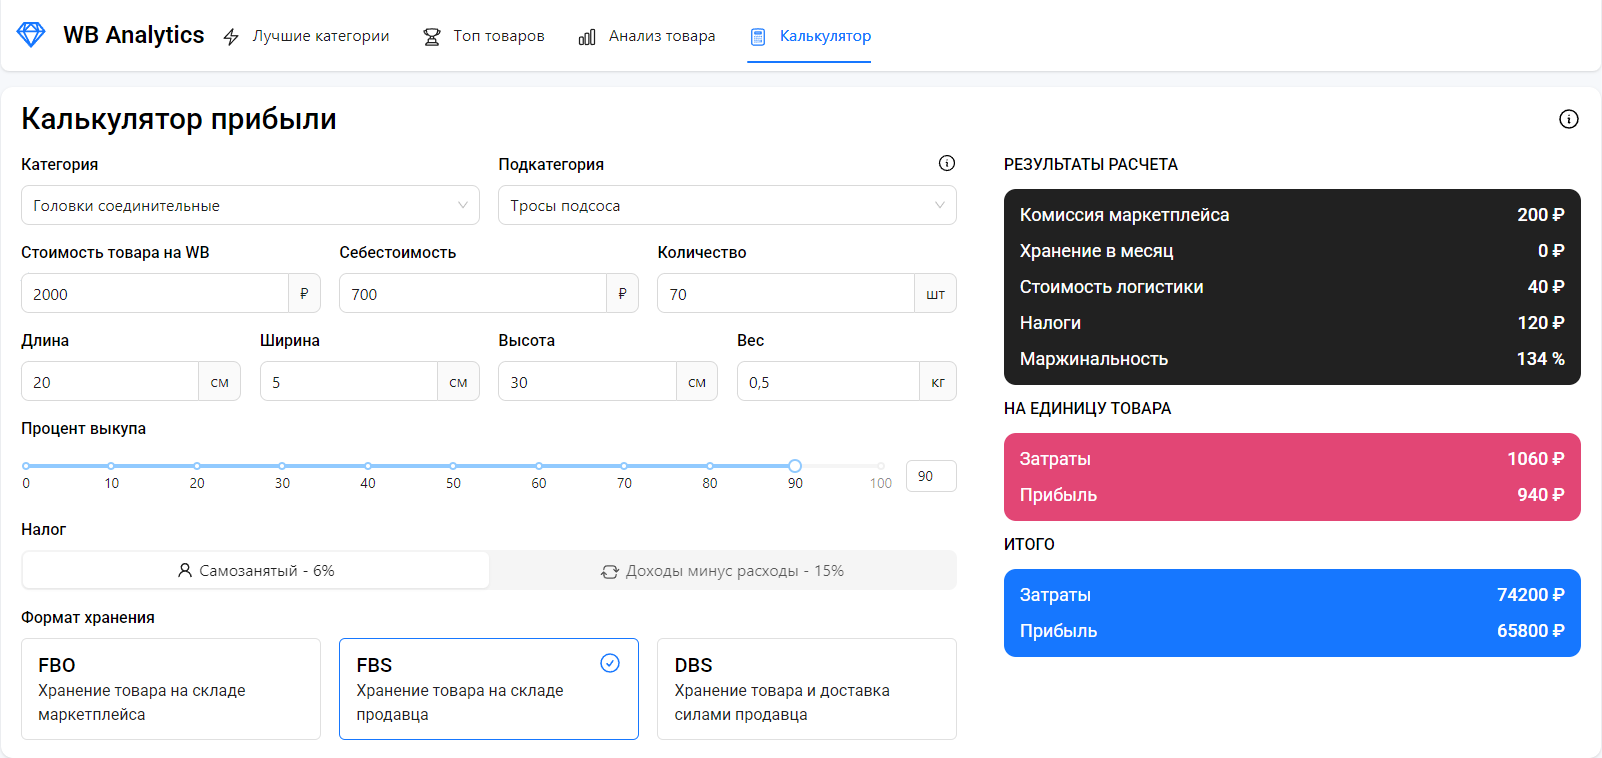 WB Analytics
Лучшие категории
Топ товаров
Анализ товара
Калькулятор
Калькулятор прибыли
Категория
Подкатегория
Головки соединительные
Тросы подсоса
Стоимость товара на WB
Себестоимость
Количество
2000 ₽
700 ₽
70 шт
Длина
Ширина
Высота
Вес
20 см
5 см
30 см
0,5 кг
Процент выкупа
0 10 20 30 40 50 60 70 80 90 100
90
Налог
Самозанятый - 6%
Доходы минус расходы - 15%
Формат хранения
FBO
Хранение товара на складе
маркетплейса
FBS
Хранение товара на складе
продавца
DBS
Хранение товара и доставка
силами продавца
РЕЗУЛЬТАТЫ РАСЧЕТА
Комиссия маркетплейса 200 ₽
Хранение в месяц 0 ₽
Стоимость логистики 40 ₽
Налоги 120 ₽
Маржинальность 134 %
НА ЕДИНИЦУ ТОВАРА
Затраты 1060 ₽
Прибыль 940 ₽
ИТОГО
Затраты 74200 ₽
Прибыль 65800 ₽